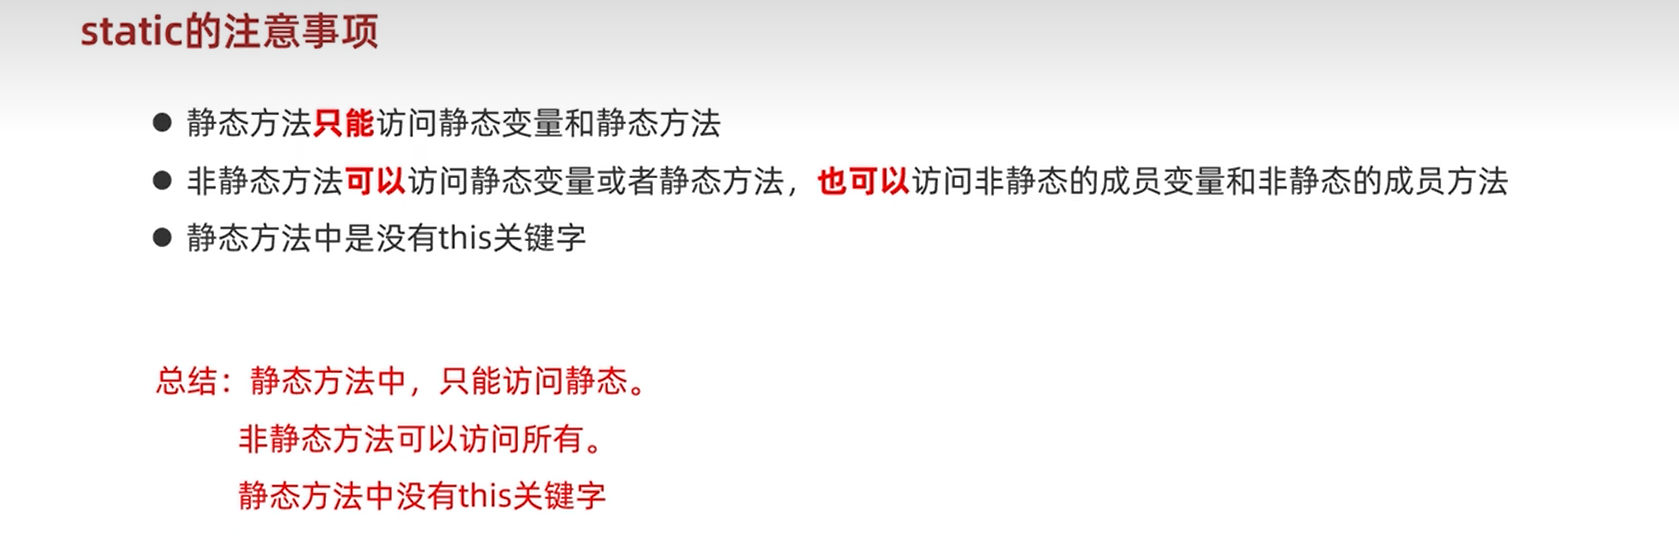 static的注意事项
● 静态方法只能访问静态变量和静态方法
● 非静态方法可以访问静态变量或者静态方法，也可以访问非静态的成员变量和非静态的成员方法
● 静态方法中是没有this关键字
总结：静态方法中，只能访问静态。
非静态方法可以访问所有。
静态方法中没有this关键字